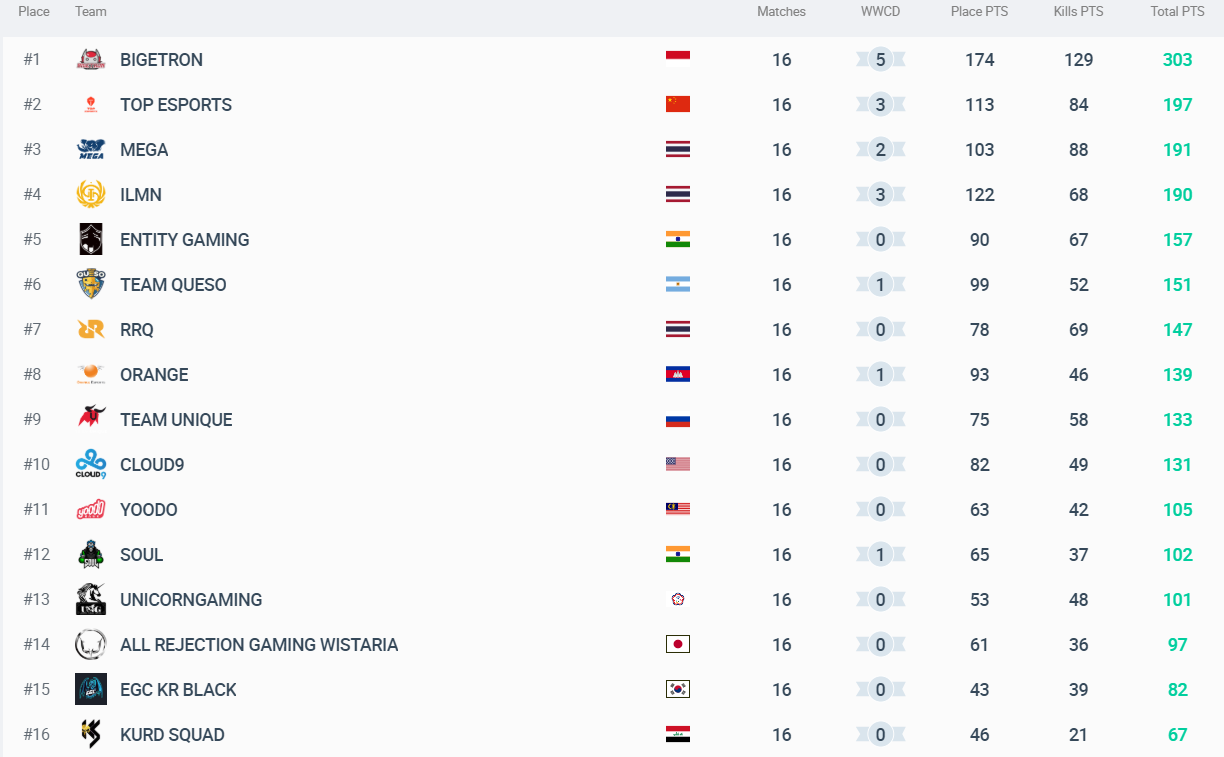 Place Team Matches WWCD Place PTS Kills PTS Total PTS
#1 BIGETRON 16 5 174 129 303
#2 TOP ESPORTS 16 3 113 84 197
#3 MEGA MEGA 16 2 103 88 191
#4 ILMN 16 3 122 68 190
#5 ENTITY GAMING 16 0 90 67 157
#6 QUESO TEAM QUESO 16 1 99 52 151
#7 RRQ 16 0 78 69 147
#8 ORANGE 16 1 93 46 139
#9 TEAM UNIQUE 16 0 75 58 133
#10 CLOUD9 CLOUD9 16 0 82 49 131
#11 yoodo YOODO 16 0 63 42 105
#12 SOUL SOUL 16 1 65 37 102
#13 USG UNICORNGAMING 16 0 53 48 101
#14 ALL REJECTION GAMING WISTARIA 16 0 61 36 97
#15 EGC KR BLACK 16 0 43 39 82
#16 KURD SQUAD 16 0 46 21 67